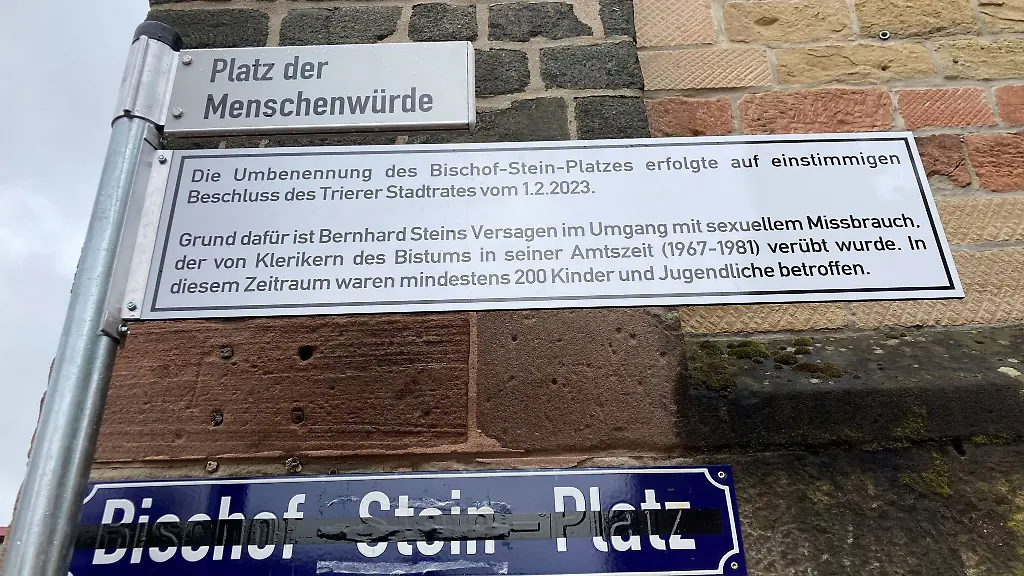 Platz der
Menschenwürde
Die Umbenennung des Bischof-Stein-Platzes erfolgte auf einstimmigen
Beschluss des Trierer Stadtrates vom 1.2.2023.
Grund dafür ist Bernhard Steins Versagen im Umgang mit sexuellem Missbrauch,
der von Klerikern des Bistums in seiner Amtszeit (1967-1981) verübt wurde. In
diesem Zeitraum waren mindestens 200 Kinder und Jugendliche betroffen.
Bischof - Stein - Platz